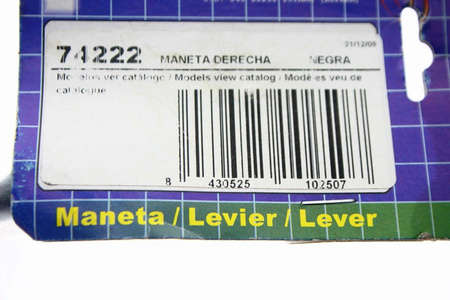 21/12/09
74222 MANETA DERECHA NEGRA
Modelos ver catálogo / Models view catalog / Modèles veu de
catalogue
8 430525 102507
Maneta / Levier / Lever